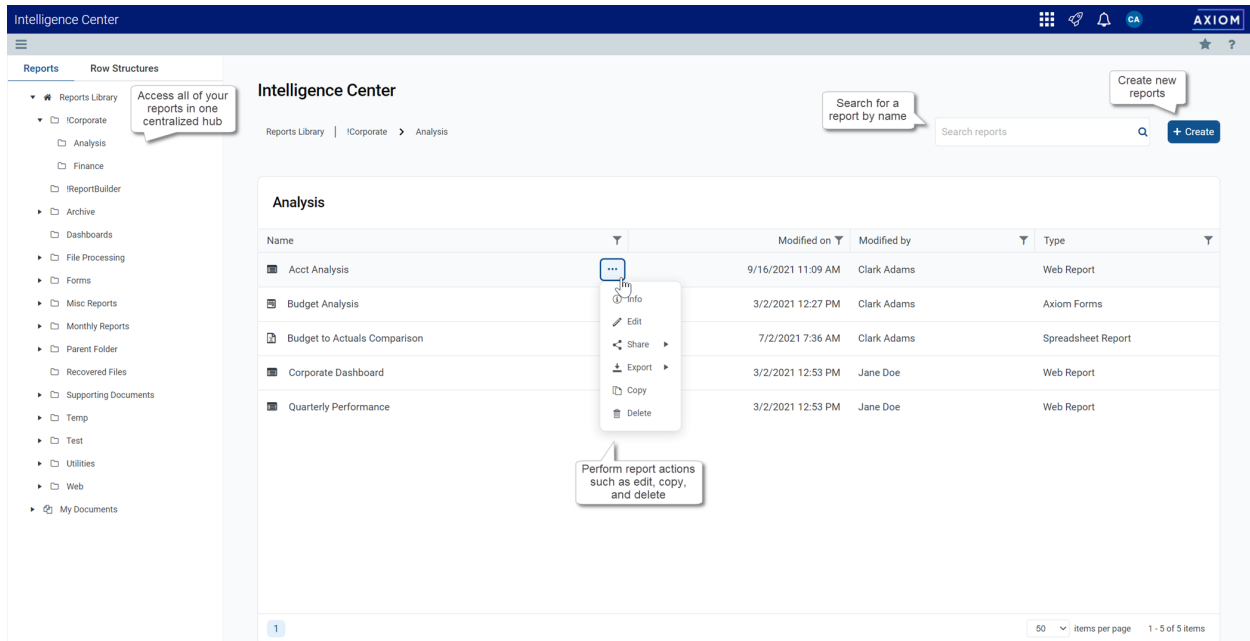 Intelligence Center
CA
AXIOM
?
Reports Row Structures
Reports Library
!Corporate
Analysis
Finance
!ReportBuilder
Archive
Dashboards
File Processing
Forms
Misc Reports
Monthly Reports
Parent Folder
Recovered Files
Supporting Documents
Temp
Test
Utilities
Web
My Documents
Access all of your
reports in one
centralized hub
Intelligence Center
Reports Library | !Corporate > Analysis
Search for a
report by name
Search reports
Create new
reports
+ Create
Analysis
Name Modified on Modified by Type
Acct Analysis ... 9/16/2021 11:09 AM Clark Adams Web Report
Budget Analysis 3/2/2021 12:27 PM Clark Adams Axiom Forms
Budget to Actuals Comparison 7/2/2021 7:36 AM Clark Adams Spreadsheet Report
Corporate Dashboard 3/2/2021 12:53 PM Jane Doe Web Report
Quarterly Performance 3/2/2021 12:53 PM Jane Doe Web Report
Info
Edit
Share
Export
Copy
Delete
Perform report actions
such as edit, copy,
and delete
1
50 items per page 1 - 5 of 5 items